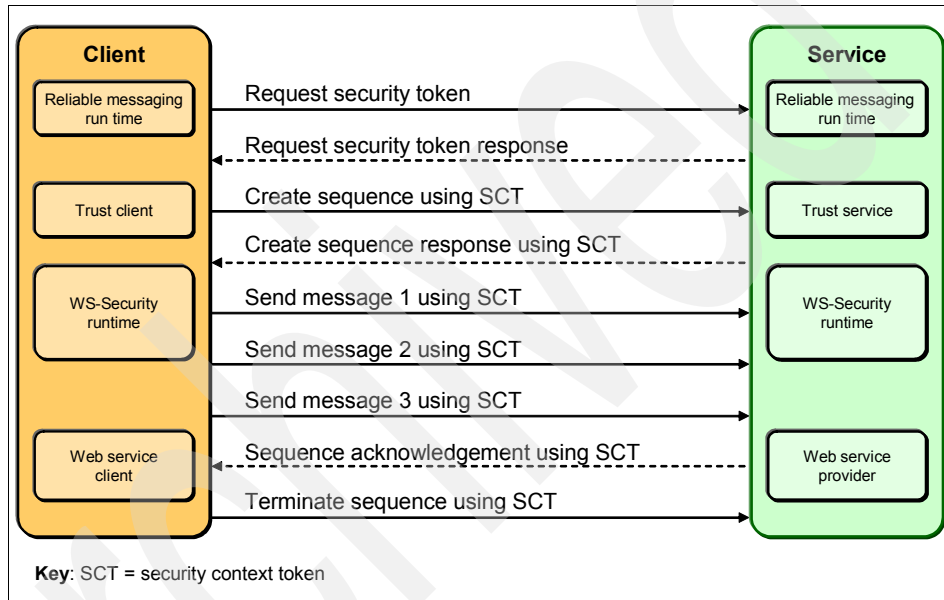 Client
Service
Reliable messaging
run time
Request security token
Reliable messaging
run time
Request security token response
Trust client
Create sequence using SCT
Trust service
Create sequence response using SCT
WS-Security
runtime
Send message 1 using SCT
WS-Security
runtime
Send message 2 using SCT
Send message 3 using SCT
Web service
client
Sequence acknowledgement using SCT
Web service
provider
Terminate sequence using SCT
Key: SCT = security context token